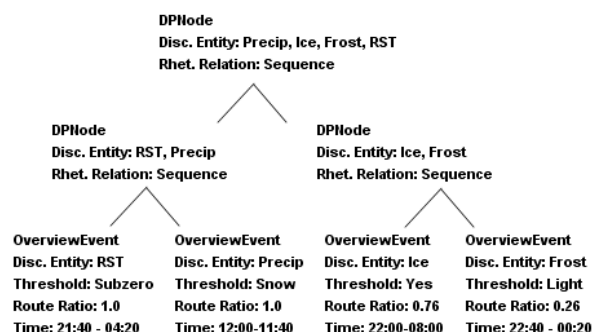 DPNode
Disc. Entity: Precip, Ice, Frost, RST
Rhet. Relation: Sequence
DPNode
Disc. Entity: RST, Precip
Rhet. Relation: Sequence
DPNode
Disc. Entity: Ice, Frost
Rhet. Relation: Sequence
OverviewEvent
Disc. Entity: RST
Threshold: Subzero
Route Ratio: 1.0
Time: 21:40 - 04:20
OverviewEvent
Disc. Entity: Precip
Threshold: Snow
Route Ratio: 1.0
Time: 12:00-11:40
OverviewEvent
Disc. Entity: Ice
Threshold: Yes
Route Ratio: 0.76
Time: 22:00-08:00
OverviewEvent
Disc. Entity: Frost
Threshold: Light
Route Ratio: 0.26
Time: 22:40 - 00:20